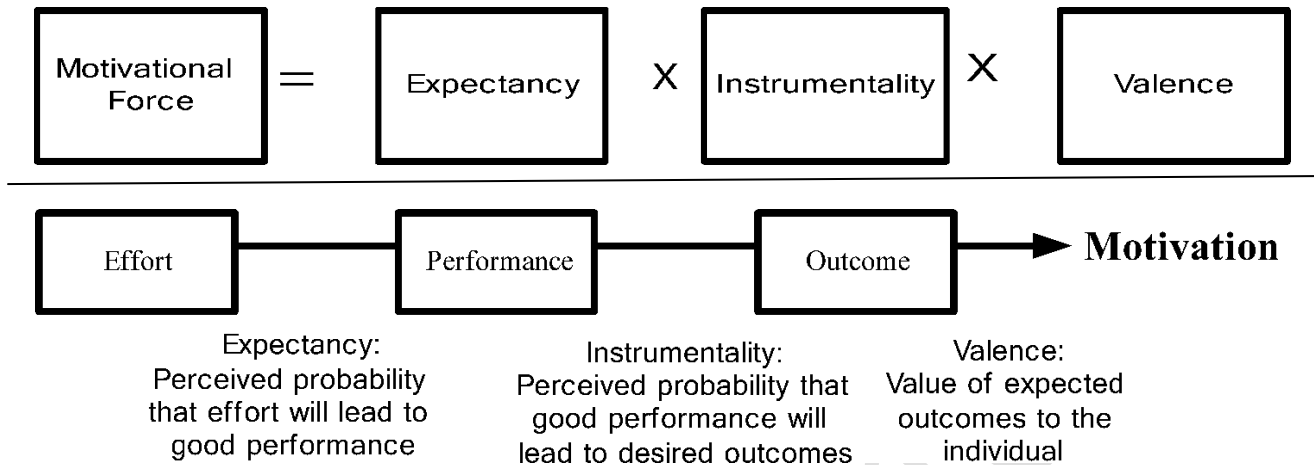 Motivational
Force
=
Expectancy
X
Instrumentality
X
Valence
Effort
Performance
Outcome
Motivation
Expectancy:
Perceived probability
that effort will lead to
good performance
Instrumentality:
Perceived probability that
good performance will
lead to desired outcomes
Valence:
Value of expected
outcomes to the
individual